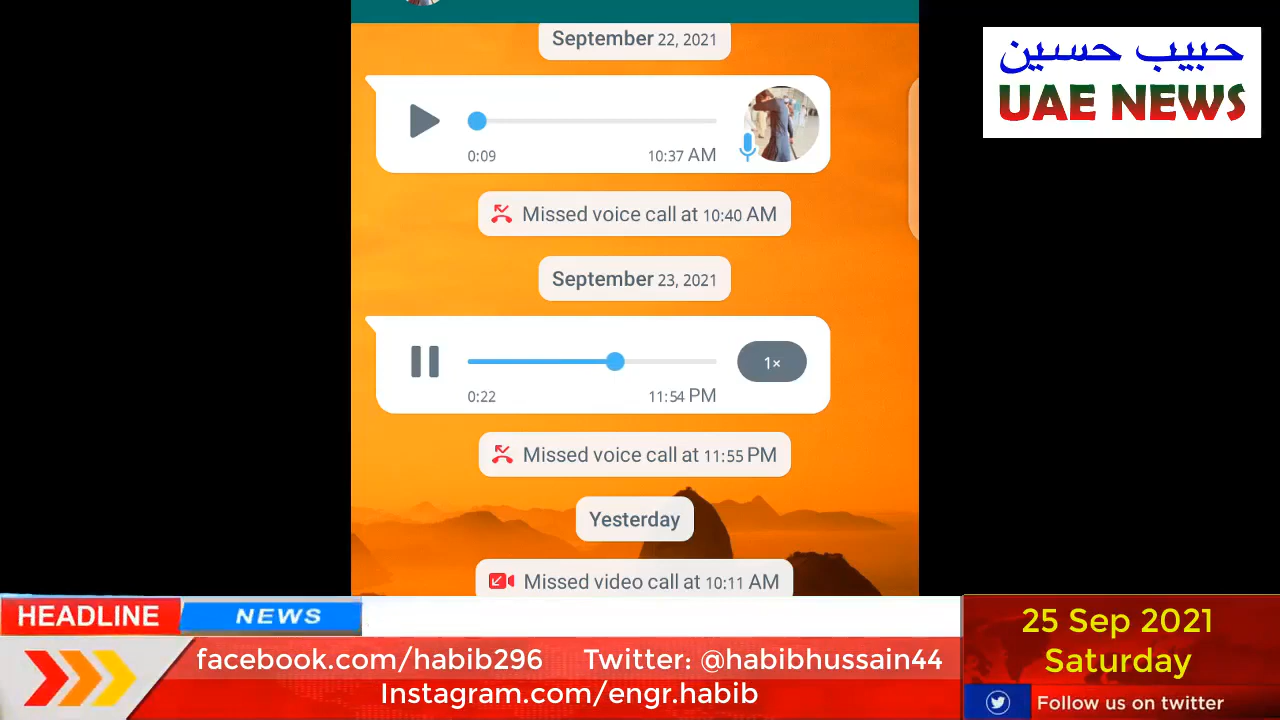 September 22, 2021
0:09 10:37 AM
Missed voice call at 10:40 AM
September 23, 2021
1×
0:22 11:54 PM
Missed voice call at 11:55 PM
Yesterday
Missed video call at 10:11 AM
حبيب حسين
UAE NEWS
HEADLINE NEWS
facebook.com/habib296 Twitter: @habibhussain44
Instagram.com/engr.habib
25 Sep 2021
Saturday
Follow us on twitter